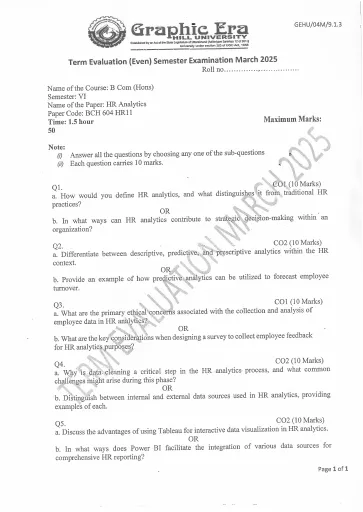 GEHU/04M/9.1.3
Graphic Era
HILL UNIVERSITY
Term Evaluation (Even) Semester Examination March 2025
Roll no..............................
Name of the Course: B Com (Hons)
Semester: VI
Name of the Paper: HR Analytics
Paper Code: BCH 604 HR11
Time: 1.5 hour Maximum Marks:
50
Note:
(i) Answer all the questions by choosing any one of the sub-questions
(ii) Each question carries 10 marks.
Q1. CO1 (10 Marks)
a. How would you define HR analytics, and what distinguishes it from traditional HR
practices?
OR
b. In what ways can HR analytics contribute to strategic decision-making within an
organization?
Q2. CO2 (10 Marks)
a. Differentiate between descriptive, predictive, and prescriptive analytics within the HR
context.
OR
b. Provide an example of how predictive analytics can be utilized to forecast employee
turnover.
Q3. CO1 (10 Marks)
a. What are the primary ethical concerns associated with the collection and analysis of
employee data in HR analytics?
OR
b. What are the key considerations when designing a survey to collect employee feedback
for HR analytics purposes?
Q4. CO2 (10 Marks)
a. Why is data cleaning a critical step in the HR analytics process, and what common
challenges might arise during this phase?
OR
b. Distinguish between internal and external data sources used in HR analytics, providing
examples of each.
Q5. CO2 (10 Marks)
a. Discuss the advantages of using Tableau for interactive data visualization in HR analytics.
OR
b. In what ways does Power BI facilitate the integration of various data sources for
comprehensive HR reporting?
TERM EVALUATION MARCH 2025
Page 1 of 1